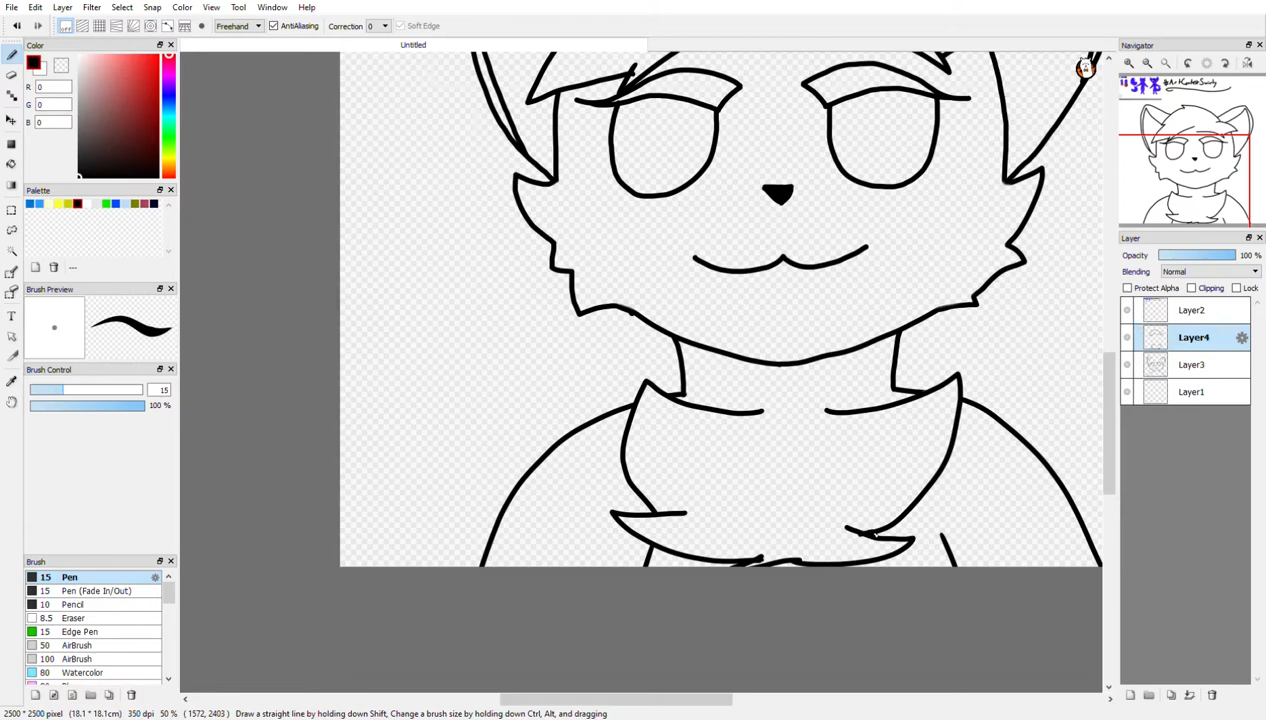 File Edit Layer Filter Select Snap Color View Tool Window Help
OFF Freehand AntiAliasing Correction 0 Soft Edge
Color
Untitled
Navigator
R 0
G 0
B 0
Palette
---
Layer
Opacity 100 %
Blending Normal
Protect Alpha Clipping Lock
Layer2
Layer4
Layer3
Layer1
Brush Preview
Brush Control
15
100 %
Brush
15 Pen
15 Pen (Fade In/Out)
10 Pencil
8.5 Eraser
15 Edge Pen
50 AirBrush
100 AirBrush
80 Watercolor
2500 * 2500 pixel (18.1 * 18.1cm) 350 dpi 50 % ( 1572, 2403 ) Draw a straight line by holding down Shift, Change a brush size by holding down Ctrl, Alt, and dragging